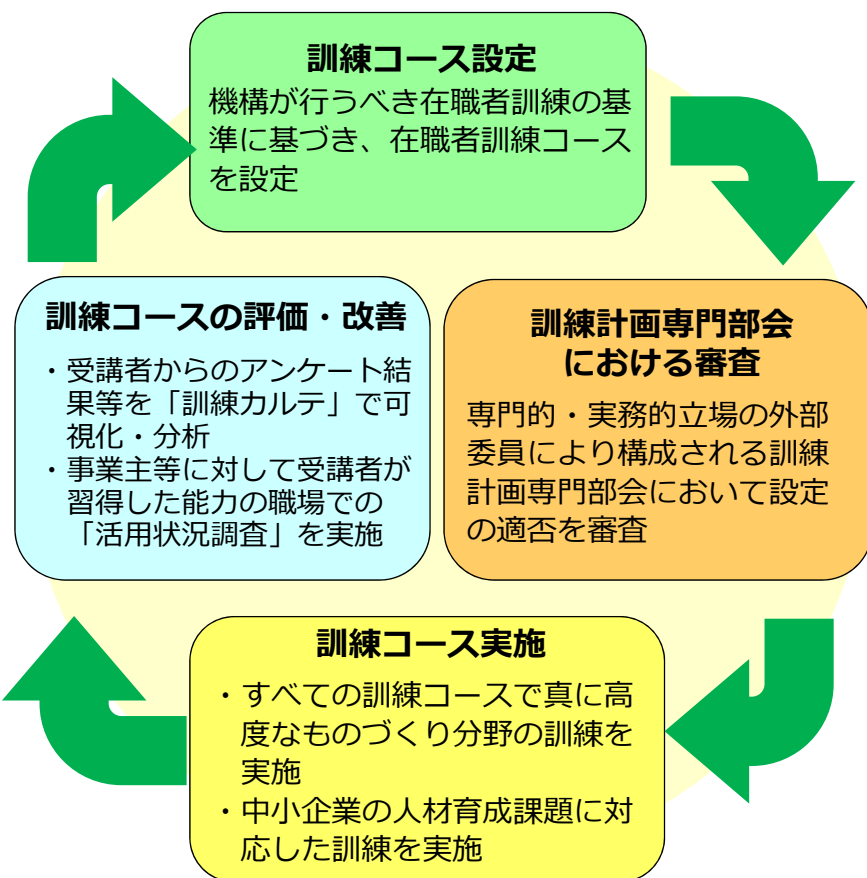 訓練コース設定
機構が行うべき在職者訓練の基
準に基づき、在職者訓練コース
を設定
訓練計画専門部会
における審査
専門的・実務的立場の外部
委員により構成される訓練
計画専門部会において設定
の適否を審査
訓練コース実施
・すべての訓練コースで真に高
度なものづくり分野の訓練を
実施
・中小企業の人材育成課題に対
応した訓練を実施
訓練コースの評価・改善
・受講者からのアンケート結
果等を「訓練カルテ」で可
視化・分析
・事業主等に対して受講者が
習得した能力の職場での
「活用状況調査」を実施